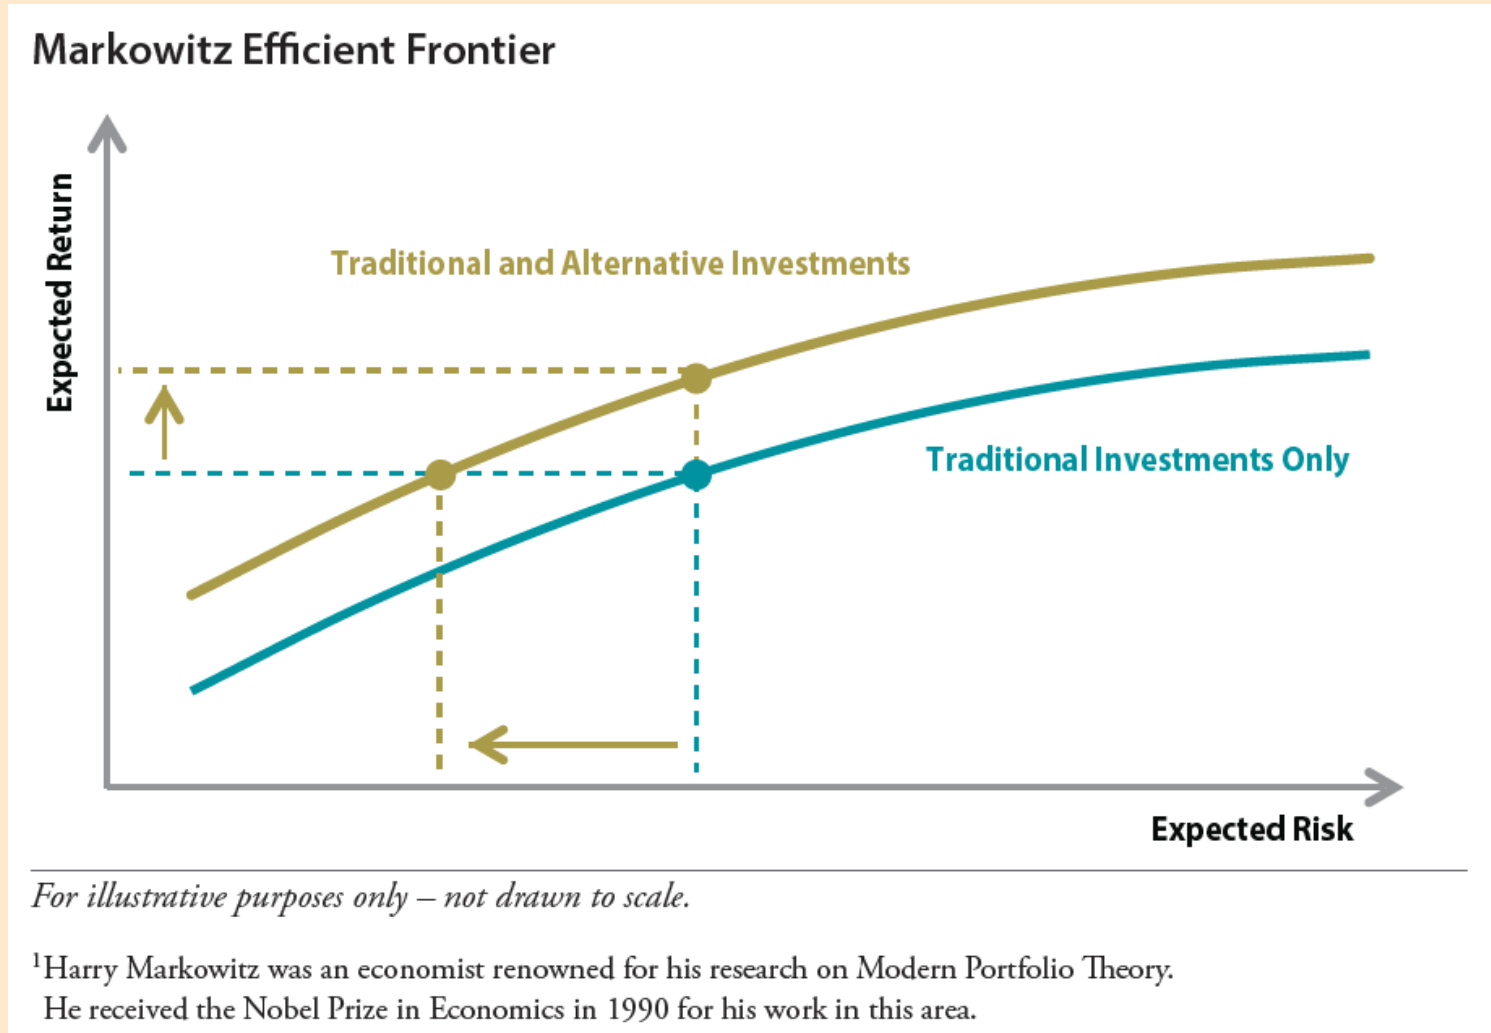 Markowitz Efficient Frontier
Expected Return
Traditional and Alternative Investments
Traditional Investments Only
Expected Risk
For illustrative purposes only – not drawn to scale.
¹Harry Markowitz was an economist renowned for his research on Modern Portfolio Theory.
He received the Nobel Prize in Economics in 1990 for his work in this area.